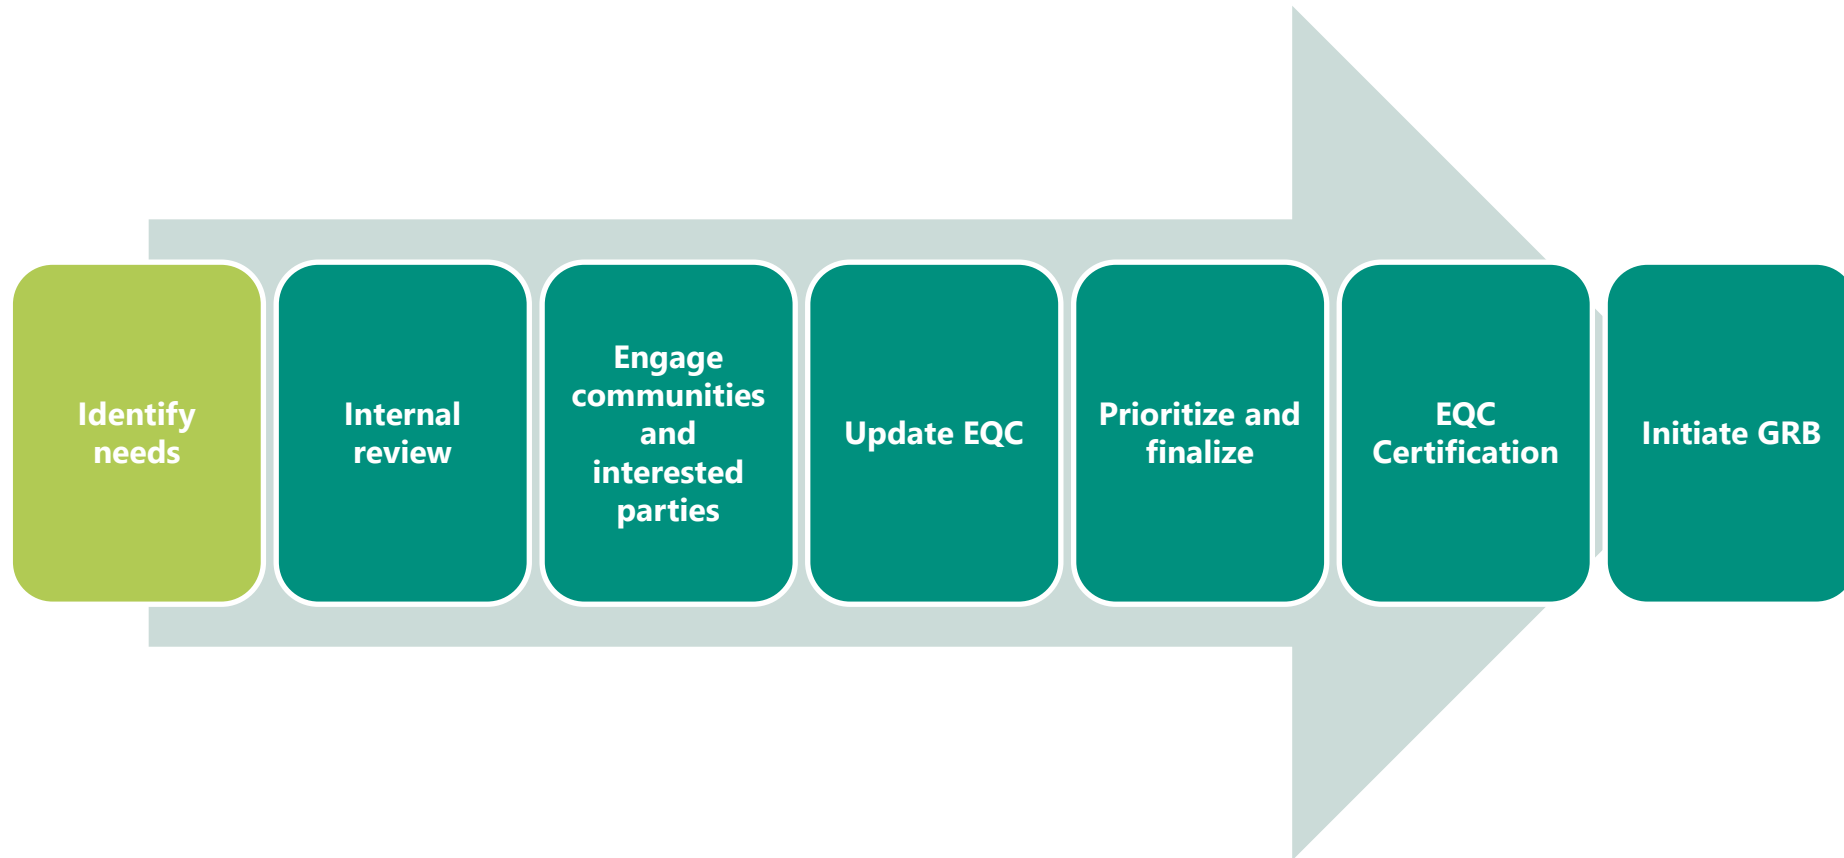 Identify
needs
Internal
review
Engage
communities
and
interested
parties
Update EQC
Prioritize and
finalize
EQC
Certification
Initiate GRB